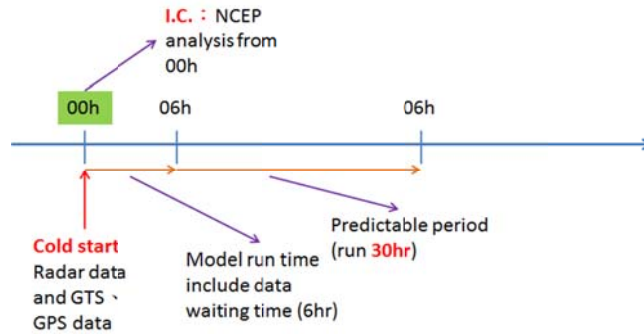 I.C.：NCEP
analysis from
00h
00h
06h
06h
Cold start
Radar data
and GTS、
GPS data
Model run time
include data
waiting time (6hr)
Predictable period
(run 30hr)